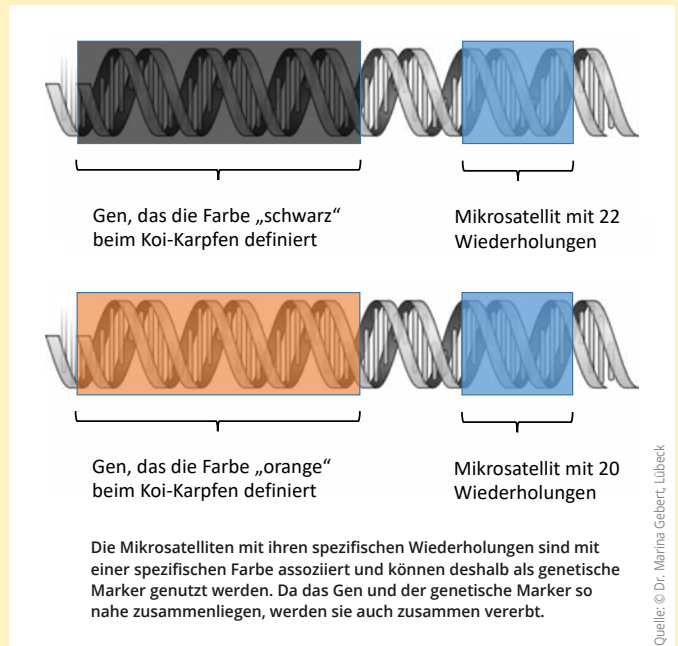 Gen, das die Farbe „schwarz“
beim Koi-Karpfen definiert
Mikrosatellit mit 22
Wiederholungen
Gen, das die Farbe „orange“
beim Koi-Karpfen definiert
Mikrosatellit mit 20
Wiederholungen
Die Mikrosatelliten mit ihren spezifischen Wiederholungen sind mit
einer spezifischen Farbe assoziiert und können deshalb als genetische
Marker genutzt werden. Da das Gen und der genetische Marker so
nahe zusammenliegen, werden sie auch zusammen vererbt.
Quelle: © Dr. Marina Gebert, Lübeck